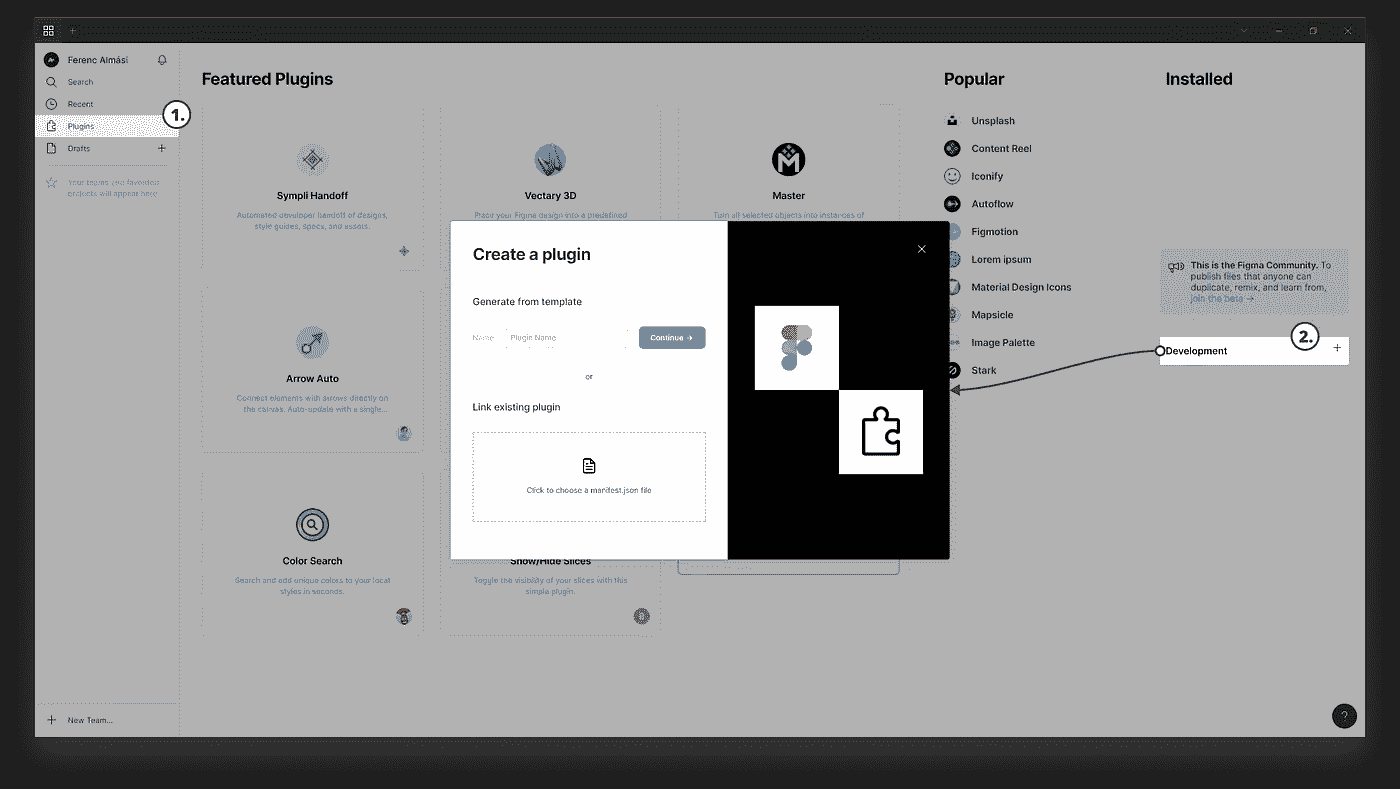 Ferenc Almási
Search
Recent
Plugins
1.
Drafts
Your teams and favorited
projects will appear here
New Team...
Featured Plugins
Sympli Handoff
Automated developer handoff of designs,
style guides, specs, and assets.
Vectary 3D
Place your Figma design into a predefined
Master
Turn all selected objects into instances of
Arrow Auto
Connect elements with arrows directly on
the canvas. Auto-update with a single...
Color Search
Search and add unique colors to your local
styles in seconds.
Show/Hide Slices
Toggle the visibility of your slices with this
simple plugin.
Create a plugin
Generate from template
Name
Plugin Name
Continue →
or
Link existing plugin
Click to choose a manifest.json file
Popular
Unsplash
Content Reel
Iconify
Autoflow
Figmotion
Lorem ipsum
Material Design Icons
Mapsicle
Image Palette
Stark
Installed
This is the Figma Community. To
publish files that anyone can
duplicate, remix, and learn from,
join the beta →
2.
Development
?